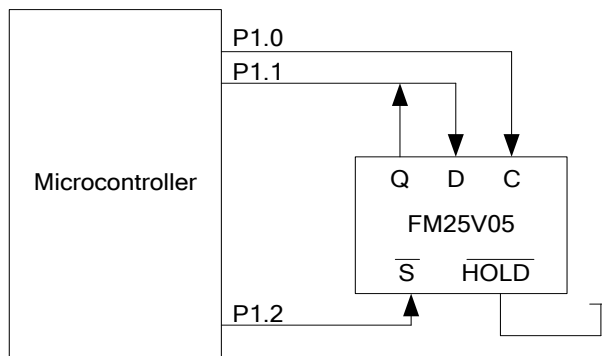 P1.0
P1.1
Microcontroller
Q D C
FM25V05
S HOLD
P1.2